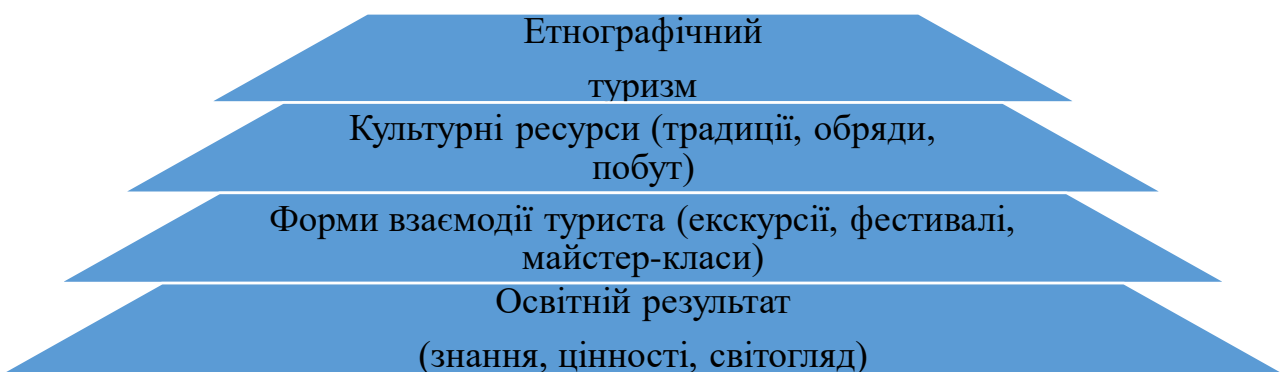 Етнографічний
туризм
Культурні ресурси (традиції, обряди,
побут)
Форми взаємодії туриста (екскурсії, фестивалі,
майстер-класи)
Освітній результат
(знання, цінності, світогляд)